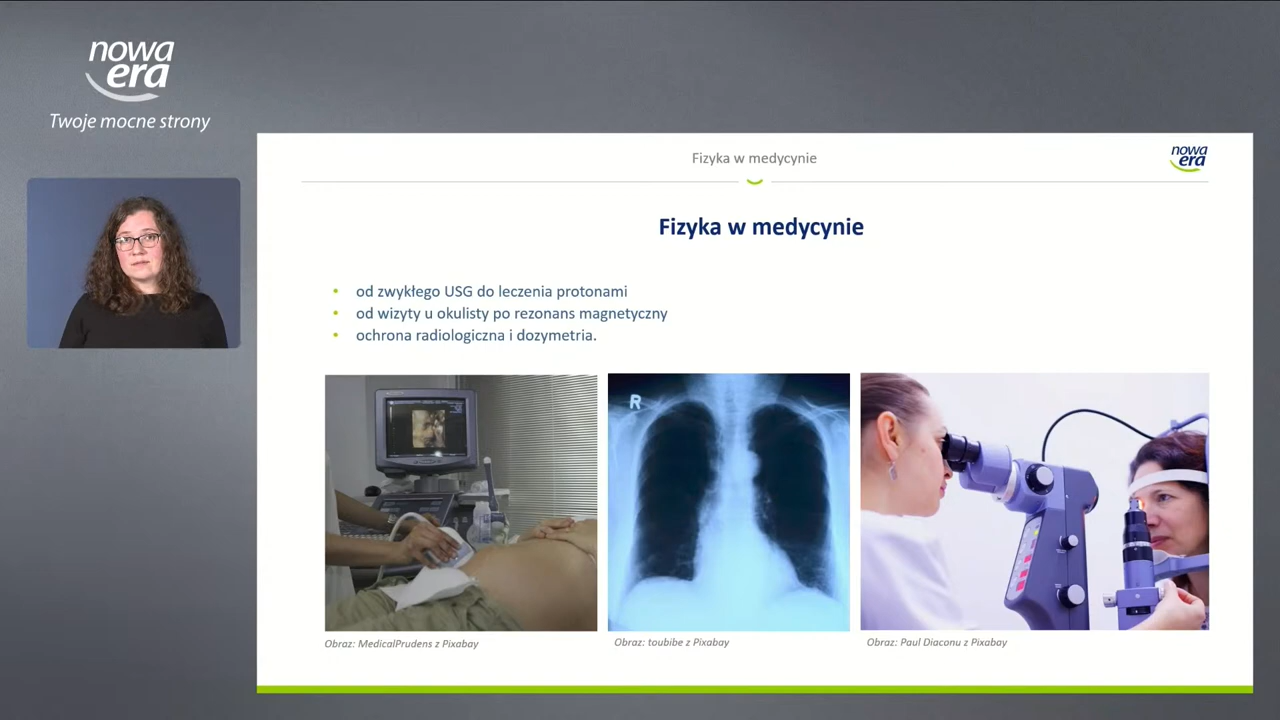 nowa
era
Twoje mocne strony
Fizyka w medycynie
nowa
era
Fizyka w medycynie
• od zwykłego USG do leczenia protonami
• od wizyty u okulisty po rezonans magnetyczny
• ochrona radiologiczna i dozymetria.
R
Obraz: MedicalPrudens z Pixabay
Obraz: toubibe z Pixabay
Obraz: Paul Diaconu z Pixabay